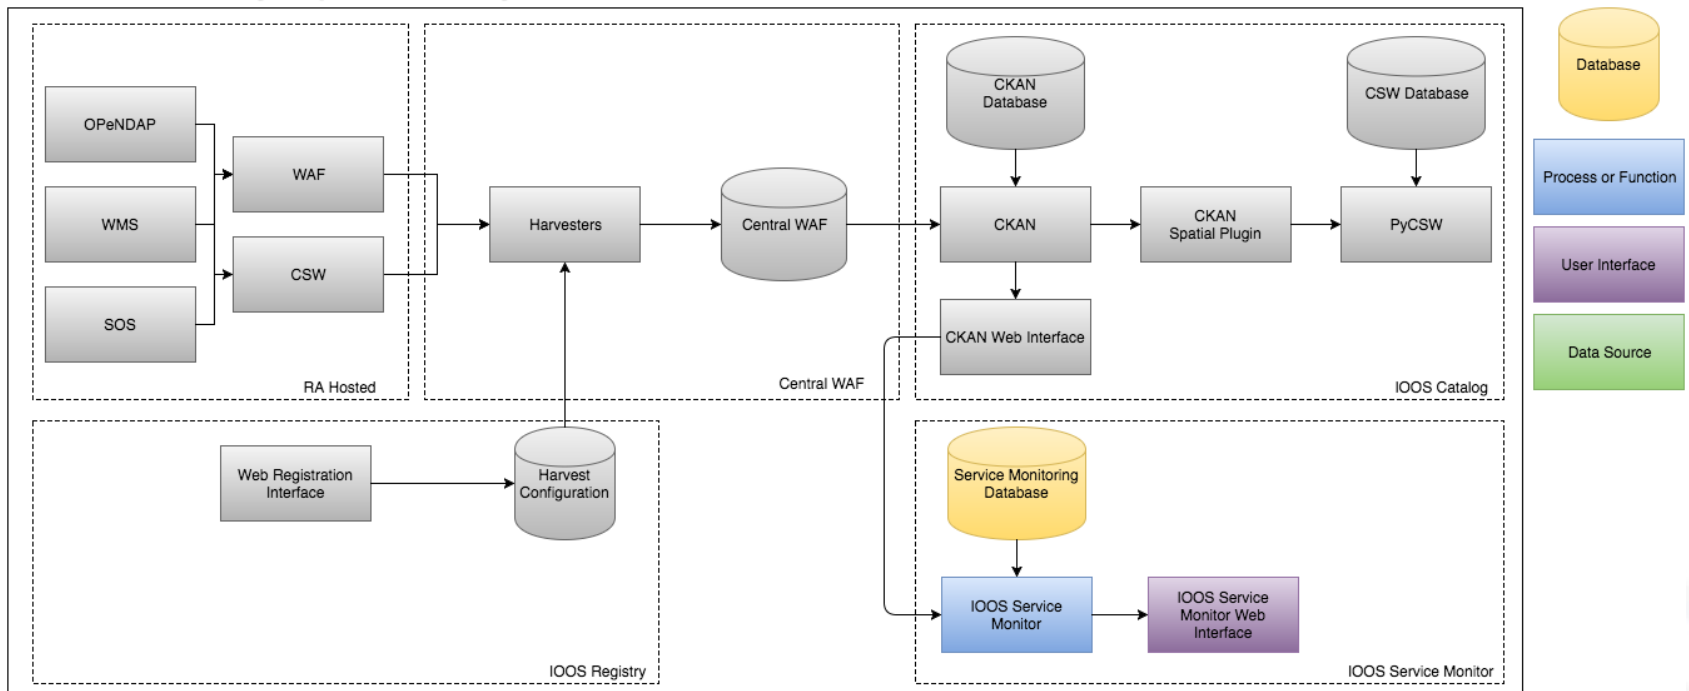 OPeNDAP
WMS
SOS
WAF
CSW
RA Hosted
Harvesters
Central WAF
Central WAF
CKAN
Database
CSW Database
CKAN
CKAN
Spatial Plugin
PyCSW
CKAN Web Interface
IOOS Catalog
Web Registration
Interface
Harvest
Configuration
IOOS Registry
Service Monitoring
Database
IOOS Service
Monitor
IOOS Service
Monitor Web
Interface
IOOS Service Monitor
Database
Process or Function
User Interface
Data Source